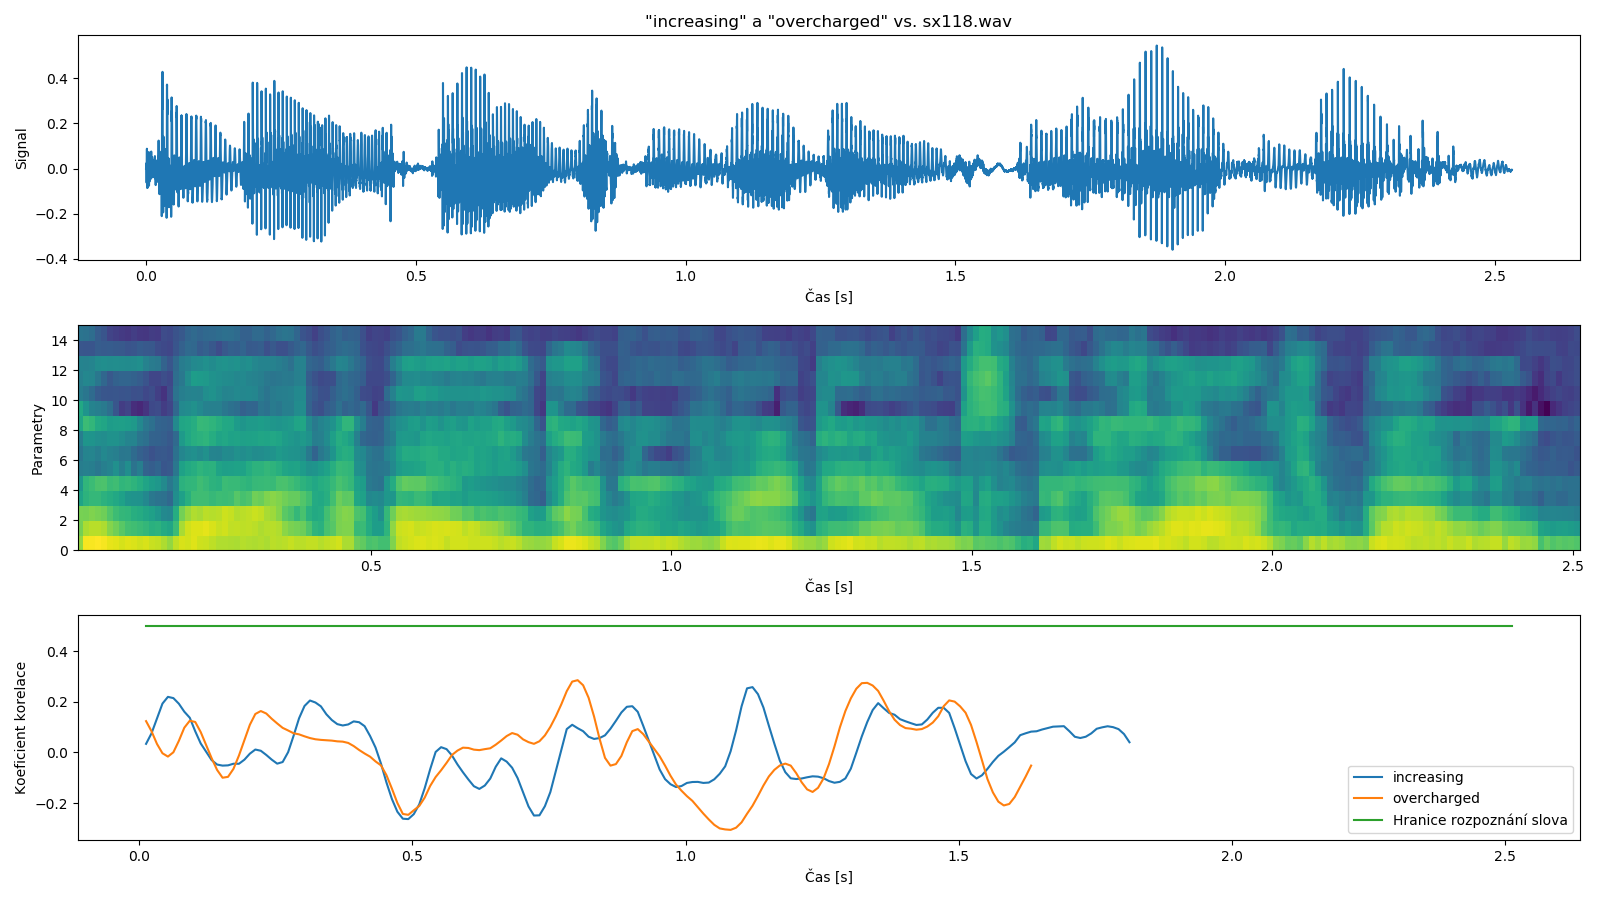 "increasing" a "overcharged" vs. sx118.wav
Signal
0.4
0.2
0.0
−0.2
−0.4
0.0 0.5 1.0 1.5 2.0 2.5
Čas [s]
Parametry
14
12
10
8
6
4
2
0
0.5 1.0 1.5 2.0 2.5
Čas [s]
Koeficient korelace
0.4
0.2
0.0
−0.2
increasing
overcharged
Hranice rozpoznání slova
0.0 0.5 1.0 1.5 2.0 2.5
Čas [s]